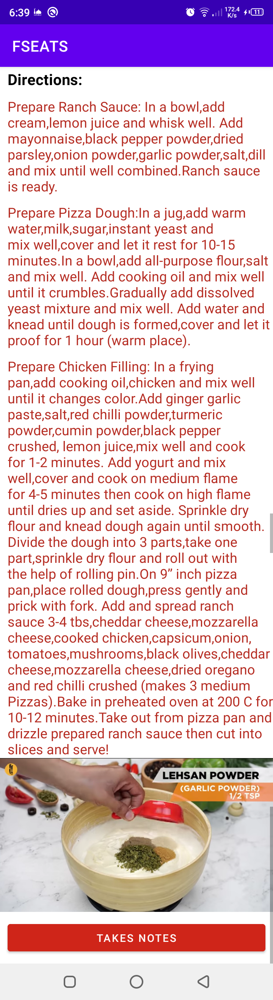 6:39
172.4
K/s
11
FSEATS
Directions:
Prepare Ranch Sauce: In a bowl,add
cream,lemon juice and whisk well. Add
mayonnaise,black pepper powder,dried
parsley,onion powder,garlic powder,salt,dill
and mix until well combined.Ranch sauce
is ready.
Prepare Pizza Dough:In a jug,add warm
water,milk,sugar,instant yeast and
mix well,cover and let it rest for 10-15
minutes.In a bowl,add all-purpose flour,salt
and mix well. Add cooking oil and mix well
until it crumbles.Gradually add dissolved
yeast mixture and mix well. Add water and
knead until dough is formed,cover and let it
proof for 1 hour (warm place).
Prepare Chicken Filling: In a frying
pan,add cooking oil,chicken and mix well
until it changes color.Add ginger garlic
paste,salt,red chilli powder,turmeric
powder,cumin powder,black pepper
crushed, lemon juice,mix well and cook
for 1-2 minutes. Add yogurt and mix
well,cover and cook on medium flame
for 4-5 minutes then cook on high flame
until dries up and set aside. Sprinkle dry
flour and knead dough again until smooth.
Divide the dough into 3 parts,take one
part,sprinkle dry flour and roll out with
the help of rolling pin.On 9” inch pizza
pan,place rolled dough,press gently and
prick with fork. Add and spread ranch
sauce 3-4 tbs,cheddar cheese,mozzarella
cheese,cooked chicken,capsicum,onion,
tomatoes,mushrooms,black olives,cheddar
cheese,mozzarella cheese,dried oregano
and red chilli crushed (makes 3 medium
Pizzas).Bake in preheated oven at 200 C for
10-12 minutes.Take out from pizza pan and
drizzle prepared ranch sauce then cut into
slices and serve!
LEHSAN POWDER
(GARLIC POWDER)
1/2 TSP
TAKES NOTES